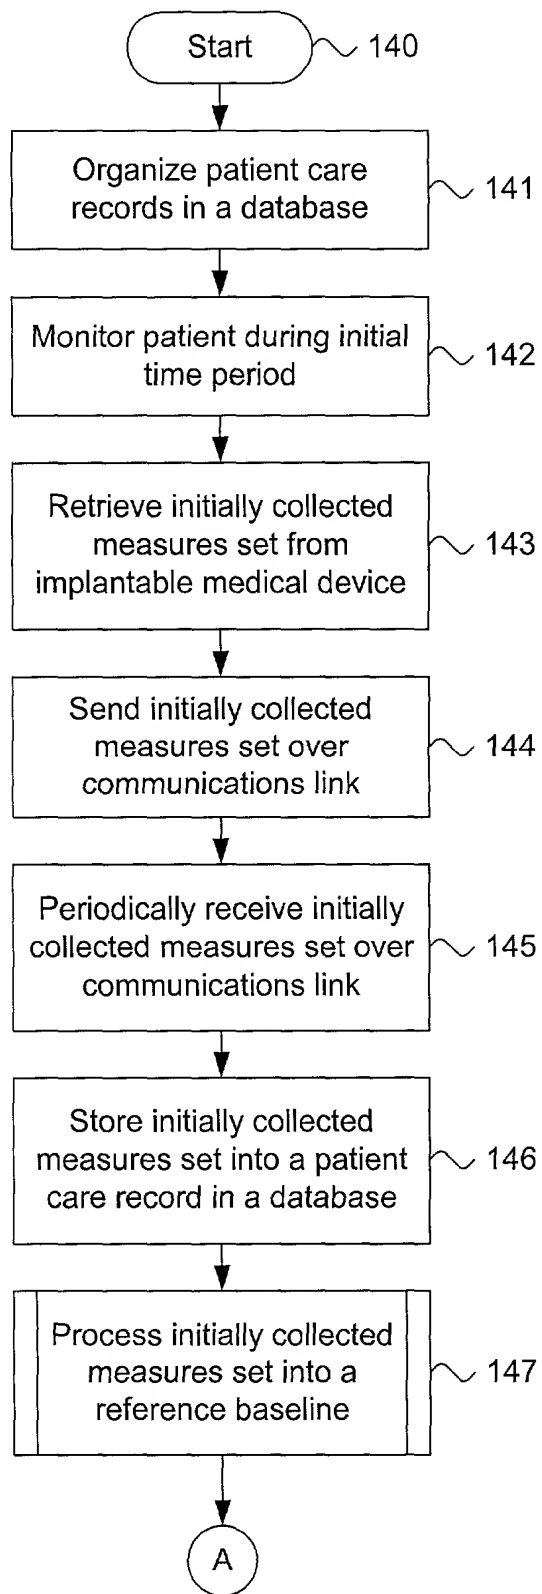 Start
140
Organize patient care
records in a database
141
Monitor patient during initial
time period
142
Retrieve initially collected
measures set from
implantable medical device
143
Send initially collected
measures set over
communications link
144
Periodically receive initially
collected measures set over
communications link
145
Store initially collected
measures set into a patient
care record in a database
146
Process initially collected
measures set into a
reference baseline
147
A